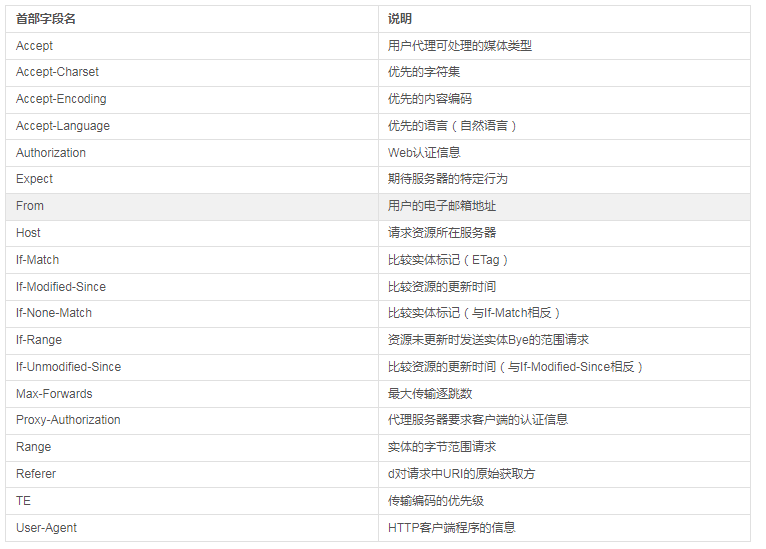 首部字段名 说明
Accept 用户代理可处理的媒体类型
Accept-Charset 优先的字符集
Accept-Encoding 优先的内容编码
Accept-Language 优先的语言（自然语言）
Authorization Web认证信息
Expect 期待服务器的特定行为
From 用户的电子邮箱地址
Host 请求资源所在服务器
If-Match 比较实体标记（ETag）
If-Modified-Since 比较资源的更新时间
If-None-Match 比较实体标记（与If-Match相反）
If-Range 资源未更新时发送实体Bye的范围请求
If-Unmodified-Since 比较资源的更新时间（与If-Modified-Since相反）
Max-Forwards 最大传输逐跳数
Proxy-Authorization 代理服务器要求客户端的认证信息
Range 实体的字节范围请求
Referer d对请求中URI的原始获取方
TE 传输编码的优先级
User-Agent HTTP客户端程序的信息